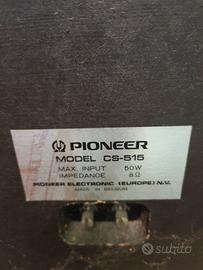 PIONEER
MODEL CS-515
MAX. INPUT 50W
IMPEDANCE 8Ω
PIONEER ELECTRONIC (EUROPE) N.V.
MADE IN BELGIUM
subito